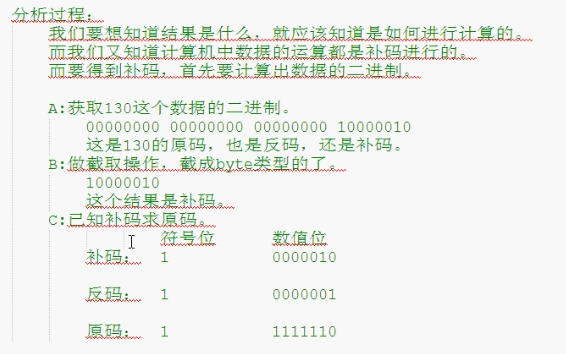 分析过程：
我们要想知道结果是什么，就应该知道是如何进行计算的。
而我们又知道计算机中数据的运算都是补码进行的。
而要得到补码，首先要计算出数据的二进制。
A:获取130这个数据的二进制。
00000000 00000000 00000000 10000010
这是130的原码，也是反码，还是补码。
B:做截取操作，截成byte类型的了。
10000010
这个结果是补码。
C:已知补码求原码。
符号位 数值位
补码： 1 0000010
反码： 1 0000001
原码： 1 1111110